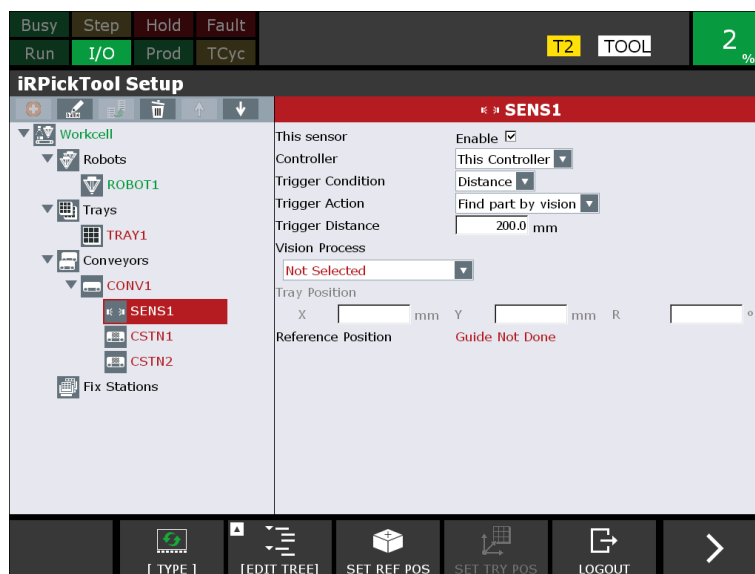 Busy Step Hold Fault
Run I/O Prod TCyc
T2 TOOL
2 %
iRPickTool Setup
SENS1
Workcell
Robots
ROBOT1
Trays
TRAY1
Conveyors
CONV1
SENS1
CSTN1
CSTN2
Fix Stations
This sensor Enable
Controller This Controller
Trigger Condition Distance
Trigger Action Find part by vision
Trigger Distance 200.0 mm
Vision Process
Not Selected
Tray Position
X mm Y mm R °
Reference Position Guide Not Done
[ TYPE ] [EDIT TREE] SET REF POS SET TRY POS LOGOUT